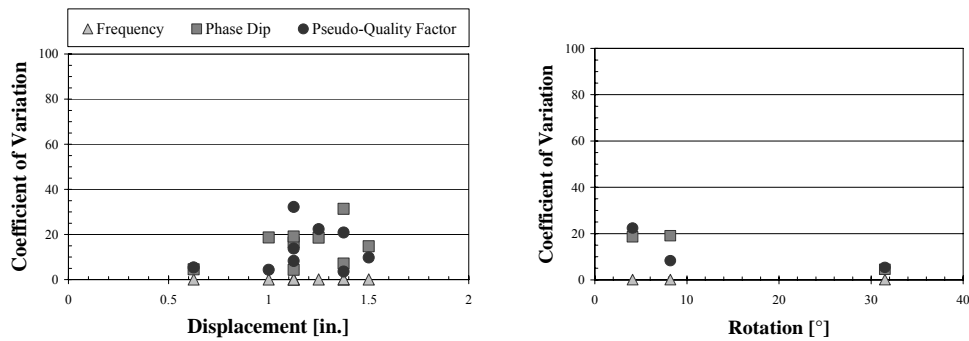 Frequency Phase Dip Pseudo-Quality Factor
100
80
60
40
20
0
0 0.5 1 1.5 2
Coefficient of Variation
Displacement [in.]
100
80
60
40
20
0
0 10 20 30 40
Coefficient of Variation
Rotation [°]